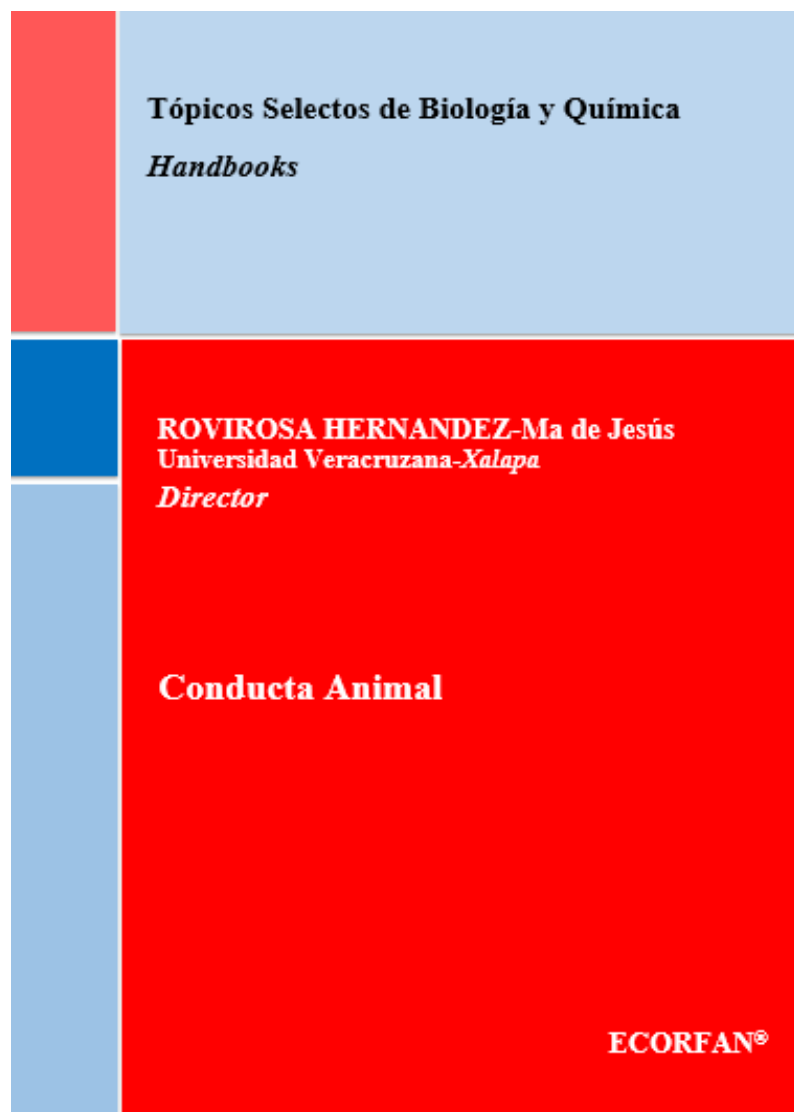 Tópicos Selectos de Biología y Química
Handbooks
ROVIROSA HERNANDEZ-Ma de Jesús
Universidad Veracruzana-Xalapa
Director
Conducta Animal
ECORFAN®